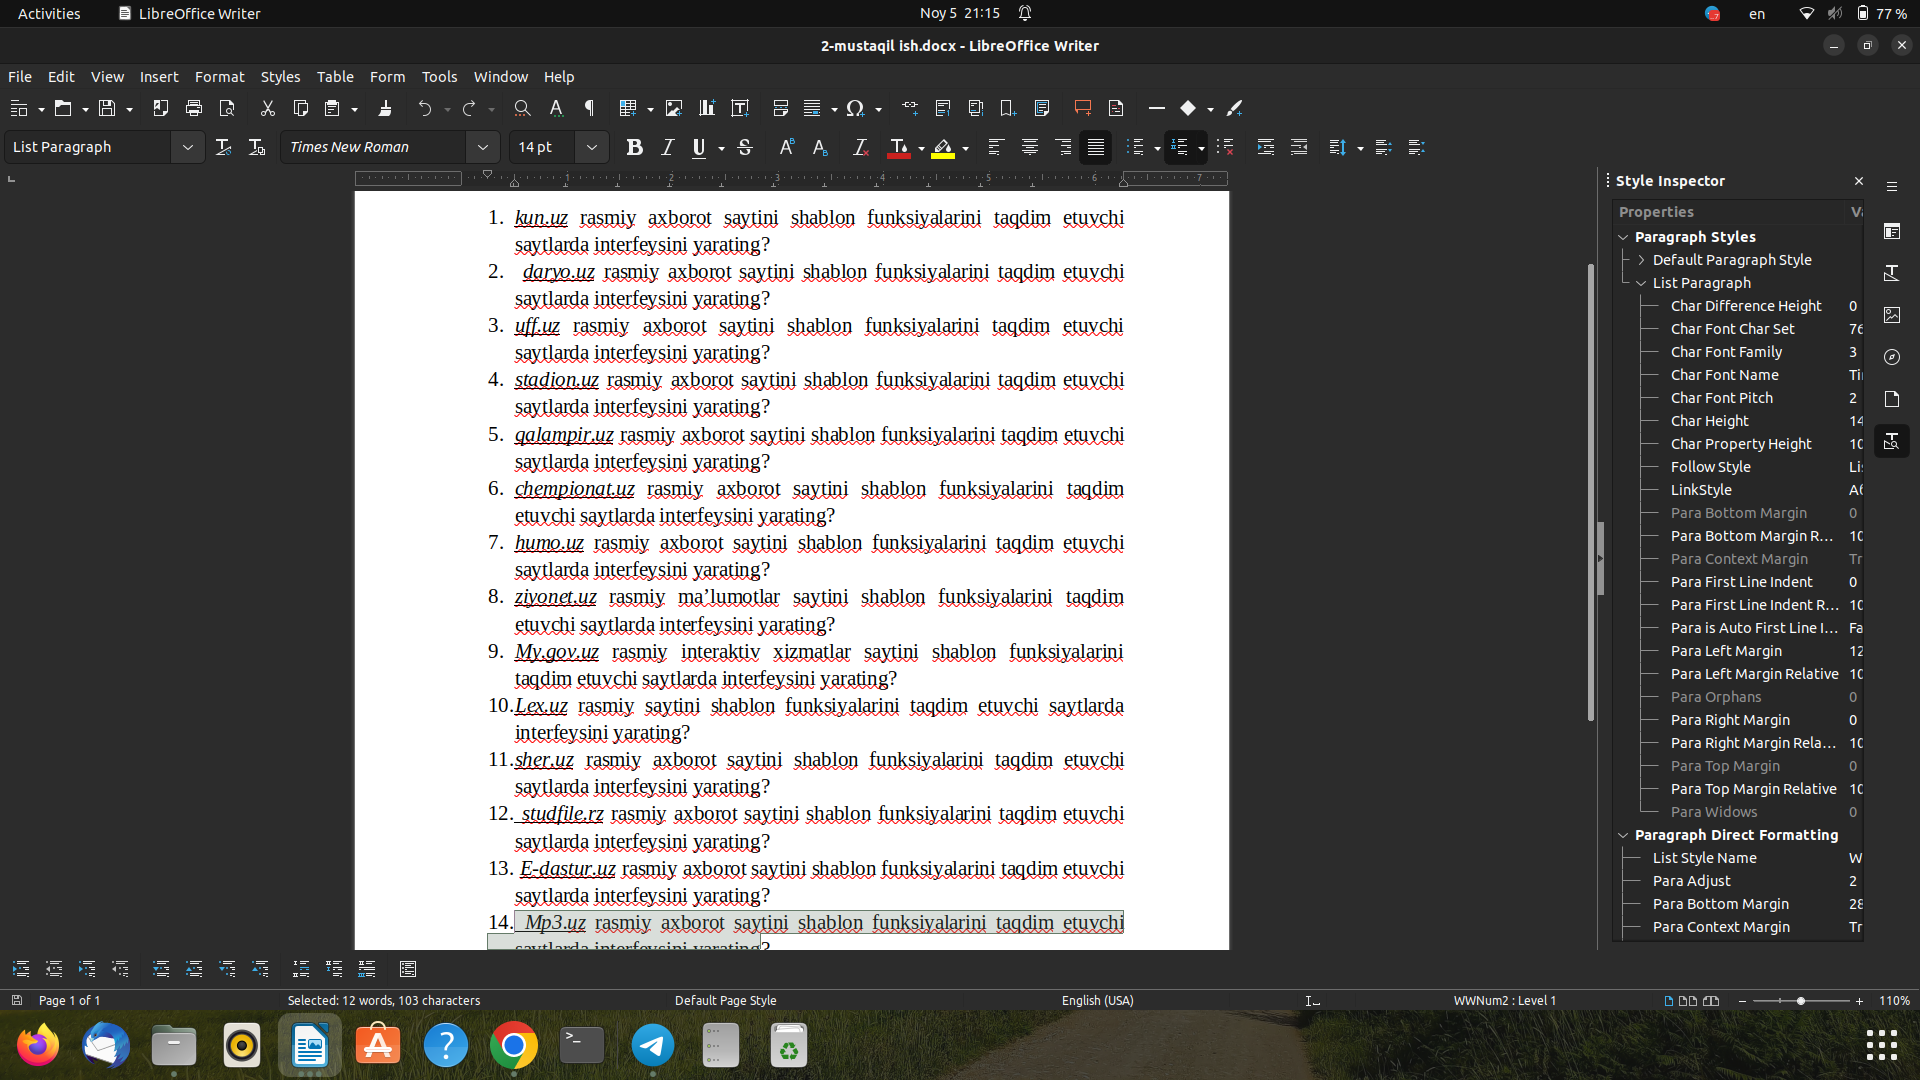 Activities
LibreOffice Writer
Noy 5 21:15
en
77 %
2-mustaqil ish.docx - LibreOffice Writer
File Edit View Insert Format Styles Table Form Tools Window Help
List Paragraph
Times New Roman
14 pt
1 2 3 4 5 6 7
1. kun.uz rasmiy axborot saytini shablon funksiyalarini taqdim etuvchi
saytlarda interfeysini yarating?
2. daryo.uz rasmiy axborot saytini shablon funksiyalarini taqdim etuvchi
saytlarda interfeysini yarating?
3. uff.uz rasmiy axborot saytini shablon funksiyalarini taqdim etuvchi
saytlarda interfeysini yarating?
4. stadion.uz rasmiy axborot saytini shablon funksiyalarini taqdim etuvchi
saytlarda interfeysini yarating?
5. qalampir.uz rasmiy axborot saytini shablon funksiyalarini taqdim etuvchi
saytlarda interfeysini yarating?
6. chempionat.uz rasmiy axborot saytini shablon funksiyalarini taqdim
etuvchi saytlarda interfeysini yarating?
7. humo.uz rasmiy axborot saytini shablon funksiyalarini taqdim etuvchi
saytlarda interfeysini yarating?
8. ziyonet.uz rasmiy ma’lumotlar saytini shablon funksiyalarini taqdim
etuvchi saytlarda interfeysini yarating?
9. My.gov.uz rasmiy interaktiv xizmatlar saytini shablon funksiyalarini
taqdim etuvchi saytlarda interfeysini yarating?
10.Lex.uz rasmiy saytini shablon funksiyalarini taqdim etuvchi saytlarda
interfeysini yarating?
11.sher.uz rasmiy axborot saytini shablon funksiyalarini taqdim etuvchi
saytlarda interfeysini yarating?
12. studfile.rz rasmiy axborot saytini shablon funksiyalarini taqdim etuvchi
saytlarda interfeysini yarating?
13. E-dastur.uz rasmiy axborot saytini shablon funksiyalarini taqdim etuvchi
saytlarda interfeysini yarating?
14. Mp3.uz rasmiy axborot saytini shablon funksiyalarini taqdim etuvchi
saytlarda interfeysini yarating?
Style Inspector
Properties Va
Paragraph Styles
Default Paragraph Style
List Paragraph
Char Difference Height 0
Char Font Char Set 76
Char Font Family 3
Char Font Name Ti
Char Font Pitch 2
Char Height 14
Char Property Height 10
Follow Style Li
LinkStyle Аб
Para Bottom Margin 0
Para Bottom Margin R... 10
Para Context Margin Tr
Para First Line Indent 0
Para First Line Indent R... 10
Para is Auto First Line I... Fa
Para Left Margin 12
Para Left Margin Relative 10
Para Orphans 0
Para Right Margin 0
Para Right Margin Rela... 10
Para Top Margin 0
Para Top Margin Relative 10
Para Widows 0
Paragraph Direct Formatting
List Style Name W
Para Adjust 2
Para Bottom Margin 28
Para Context Margin Tr
Page 1 of 1
Selected: 12 words, 103 characters
Default Page Style
English (USA)
WWNum2 : Level 1
110%